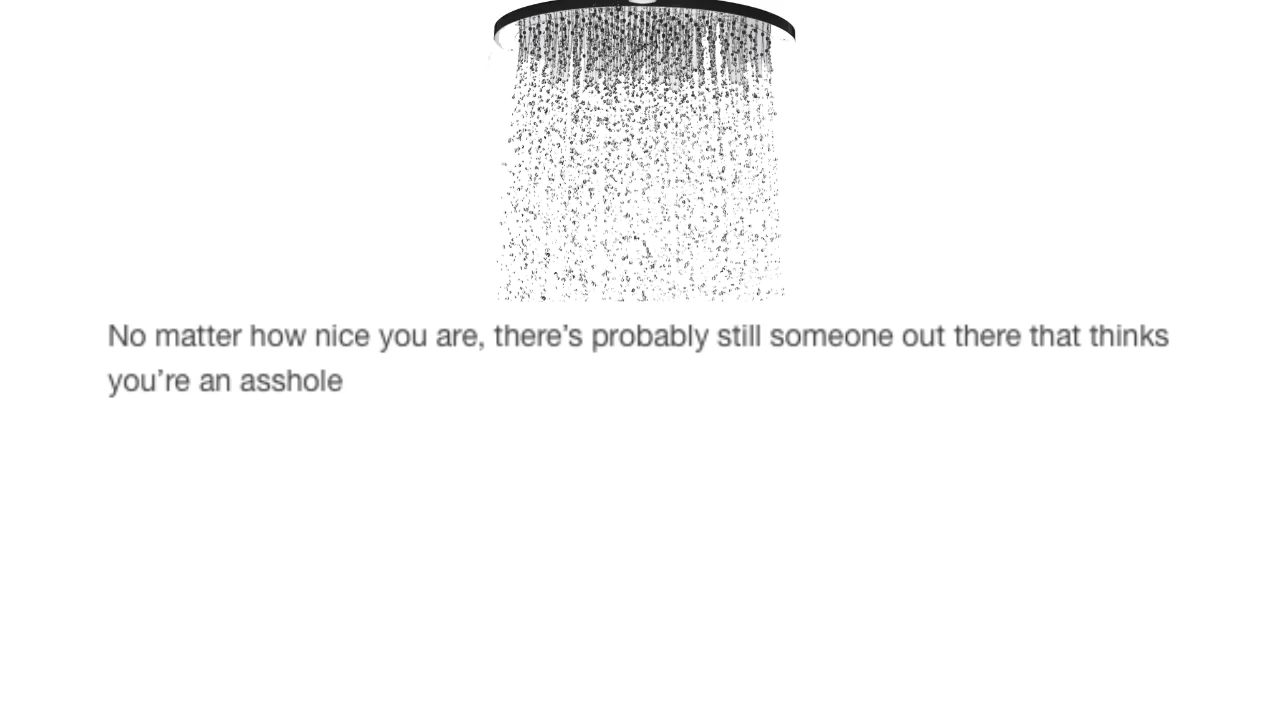 No matter how nice you are, there’s probably still someone out there that thinks
you’re an asshole